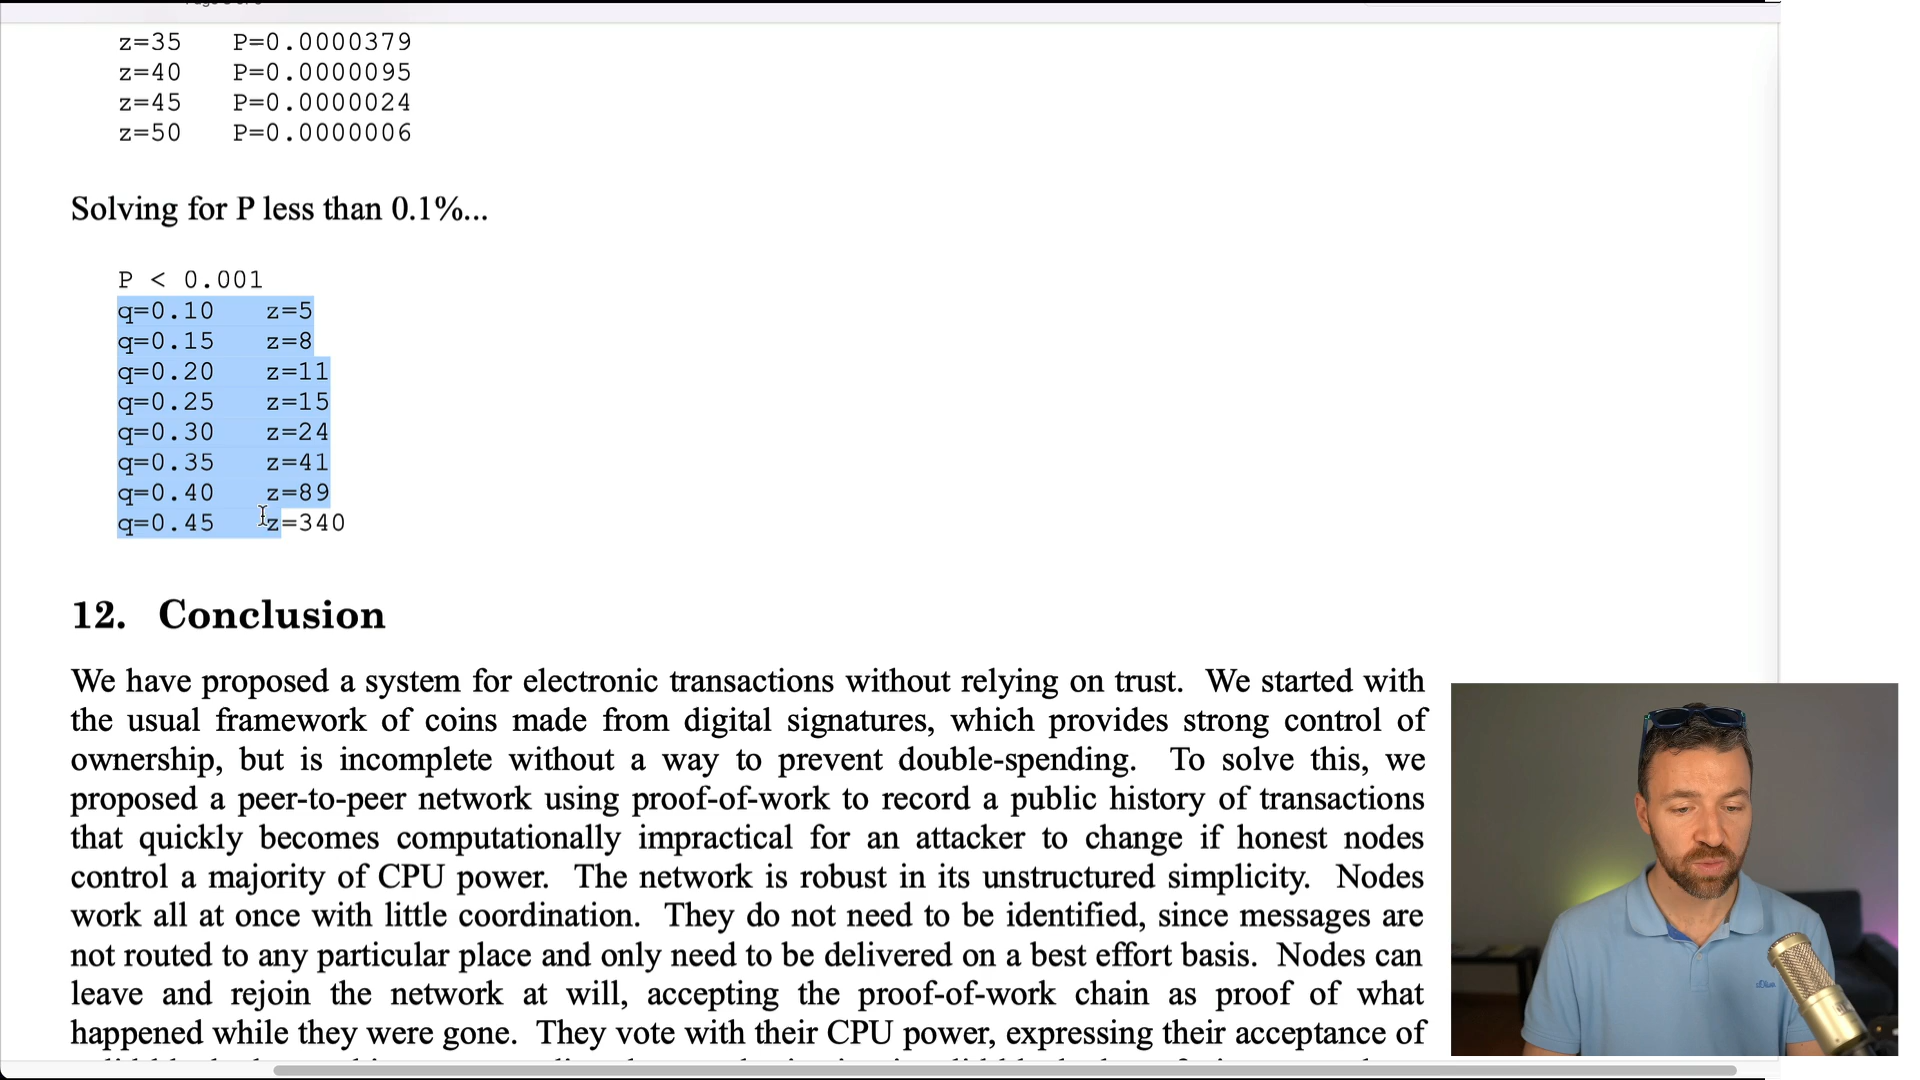 z=35 P=0.0000379
z=40 P=0.0000095
z=45 P=0.0000024
z=50 P=0.0000006
Solving for P less than 0.1%...
P < 0.001
q=0.10 z=5
q=0.15 z=8
q=0.20 z=11
q=0.25 z=15
q=0.30 z=24
q=0.35 z=41
q=0.40 z=89
q=0.45 z=340
12. Conclusion
We have proposed a system for electronic transactions without relying on trust. We started with
the usual framework of coins made from digital signatures, which provides strong control of
ownership, but is incomplete without a way to prevent double-spending. To solve this, we
proposed a peer-to-peer network using proof-of-work to record a public history of transactions
that quickly becomes computationally impractical for an attacker to change if honest nodes
control a majority of CPU power. The network is robust in its unstructured simplicity. Nodes
work all at once with little coordination. They do not need to be identified, since messages are
not routed to any particular place and only need to be delivered on a best effort basis. Nodes can
leave and rejoin the network at will, accepting the proof-of-work chain as proof of what
happened while they were gone. They vote with their CPU power, expressing their acceptance of